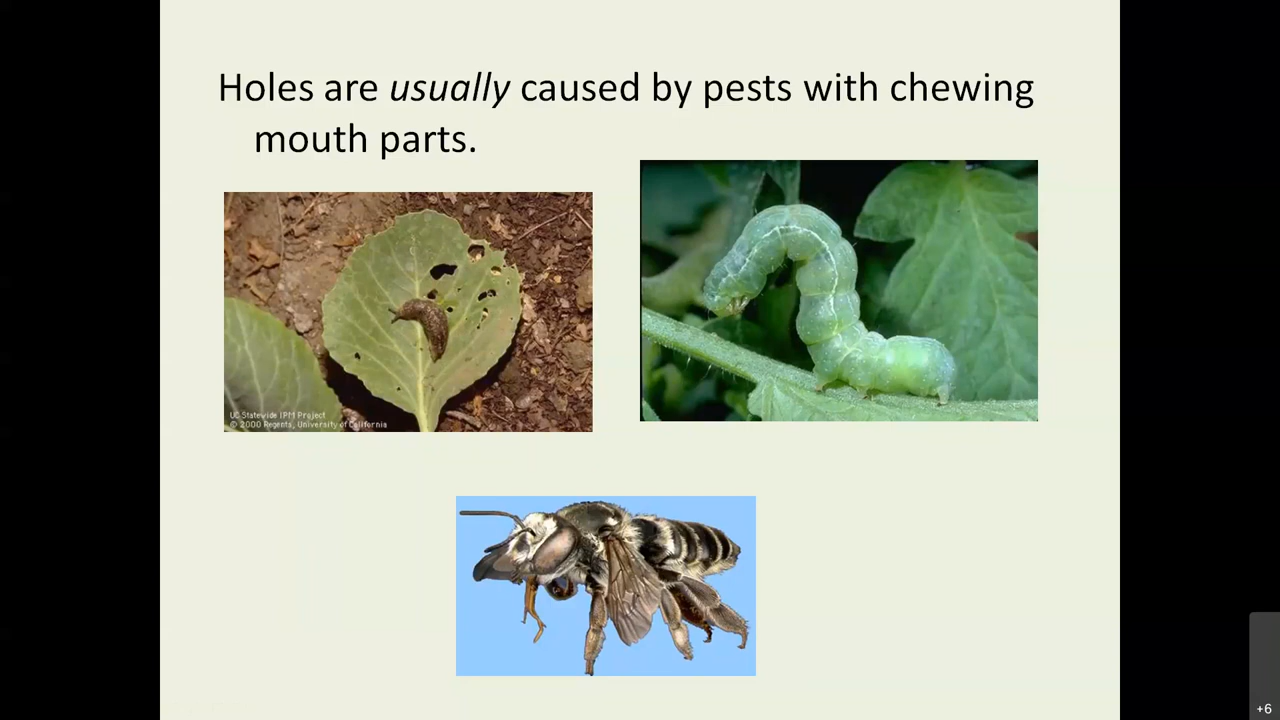 Holes are usually caused by pests with chewing
mouth parts.
UC Statewide IPM Project
© 2000 Regents, University of California
+6